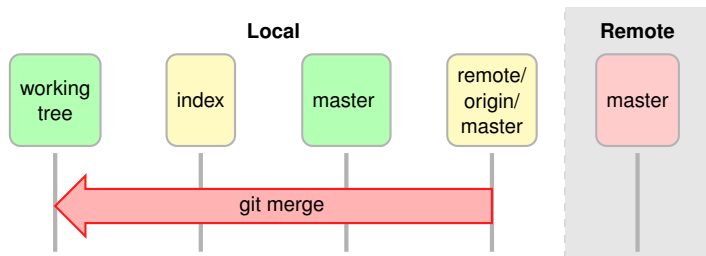 Local
Remote
working
tree
index
master
remote/
origin/
master
master
git merge